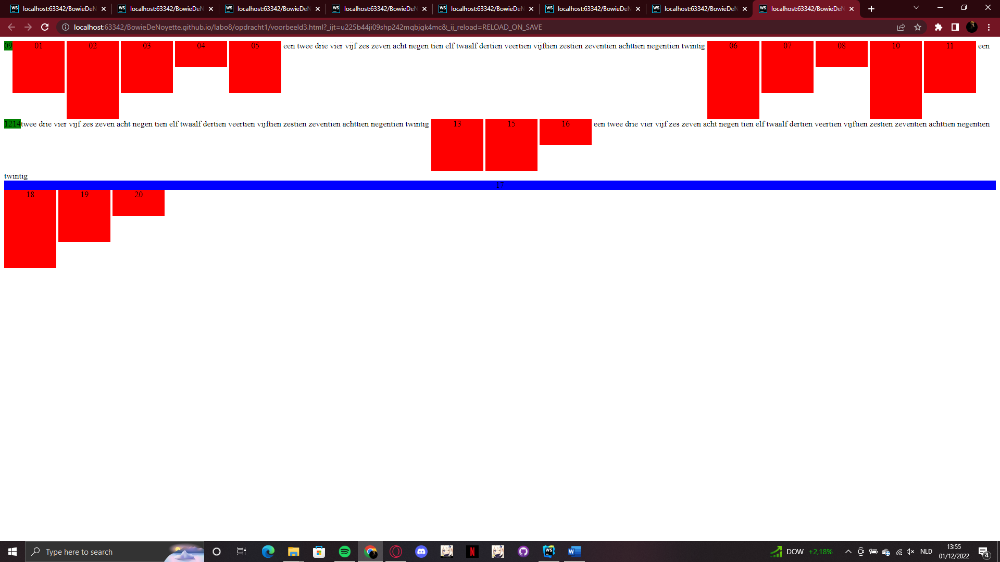 localhost:63342/BowieDeN localhost:63342/BowieDeN localhost:63342/BowieDeN localhost:63342/BowieDeN localhost:63342/BowieDeN localhost:63342/BowieDeN localhost:63342/BowieDeN localhost:63342/BowieDeN
localhost:63342/BowieDeNoyette.github.io/labo8/opdracht1/voorbeeld3.html?_ijt=u225b44ji09shp242mqbjgk4mc&_ij_reload=RELOAD_ON_SAVE
09 01 02 03 04 05 een twee drie vier vijf zes zeven acht negen tien elf twaalf dertien veertien vijftien zestien zeventien achttien negentien twintig 06 07 08 10 11 een
1214twee drie vier vijf zes zeven acht negen tien elf twaalf dertien veertien vijftien zestien zeventien achttien negentien twintig 13 15 16 een twee drie vier vijf zes zeven acht negen tien elf twaalf dertien veertien vijftien zestien zeventien achttien negentien
twintig
17
18 19 20
Type here to search
DOW +2,18%
NLD
13:55
01/12/2022
4